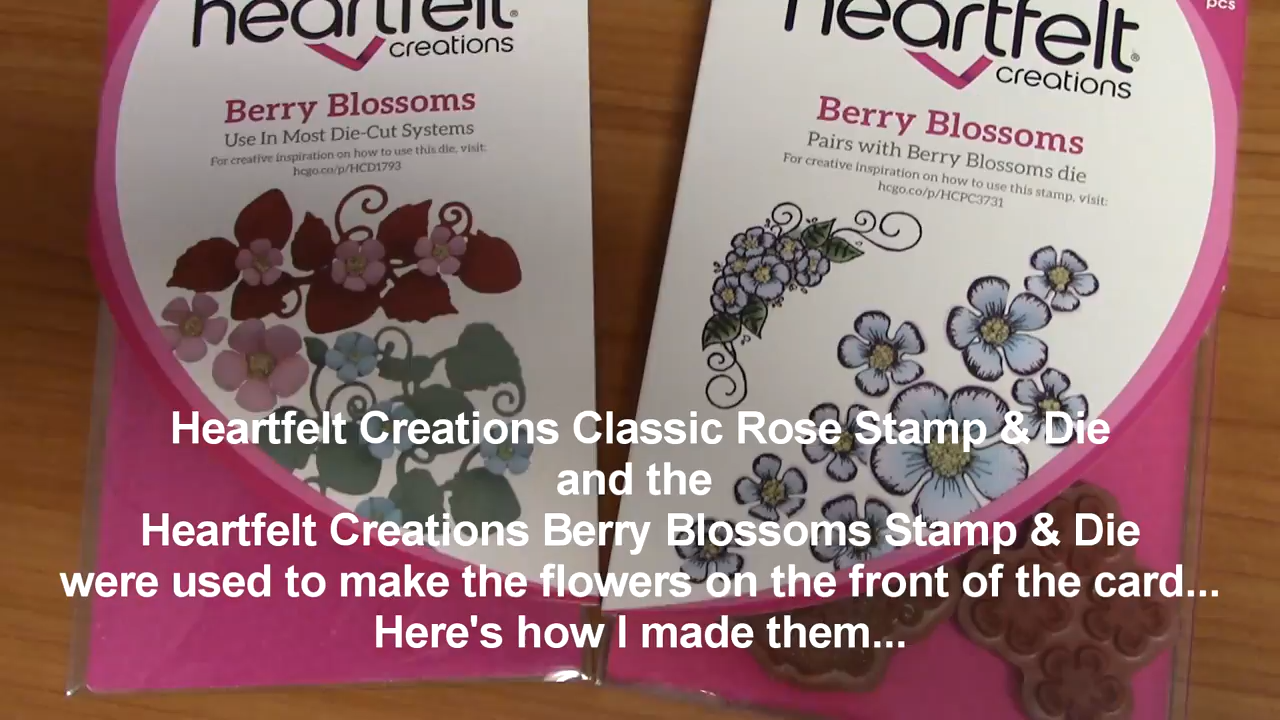 heartfelt®
creations
Berry Blossoms
Use In Most Die-Cut Systems
For creative inspiration on how to use this die, visit:
hcgo.co/p/HCD1793
pcs
heartfelt®
creations
Berry Blossoms
Pairs with Berry Blossoms die
For creative inspiration on how to use this stamp, visit:
hcgo.co/p/HCPC3731
Heartfelt Creations Classic Rose Stamp & Die
and the
Heartfelt Creations Berry Blossoms Stamp & Die
were used to make the flowers on the front of the card...
Here's how I made them...